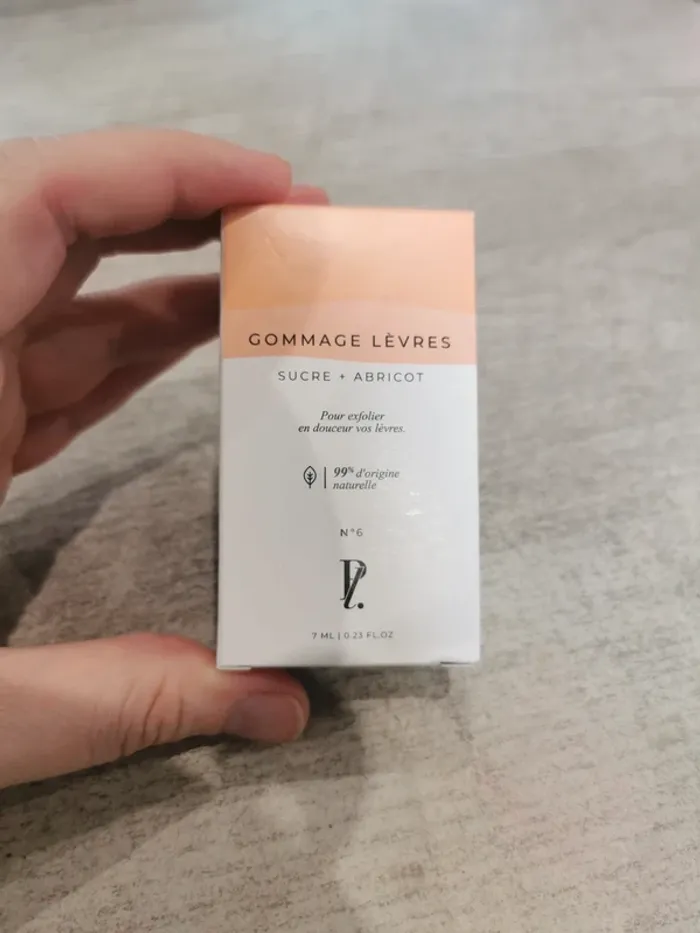 GOMMAGE LÈVRES
SUCRE + ABRICOT
Pour exfolier
en douceur vos lèvres.
99% d'origine
naturelle
N°6
7 ML | 0.23 FL.OZ